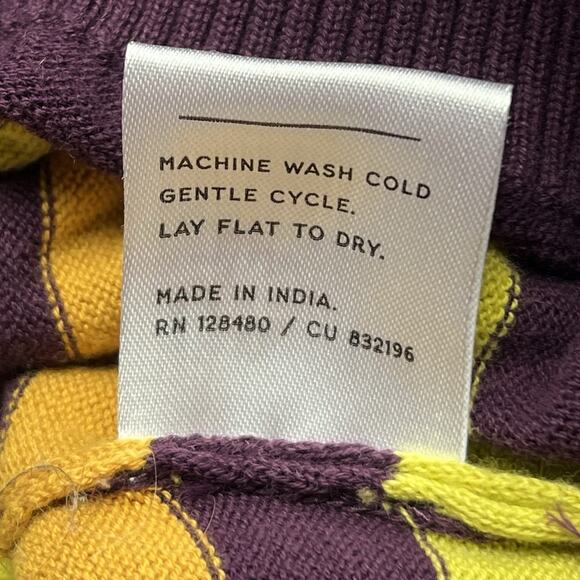 MACHINE WASH COLD
GENTLE CYCLE.
LAY FLAT TO DRY.
MADE IN INDIA.
RN 128480 / CU 832196